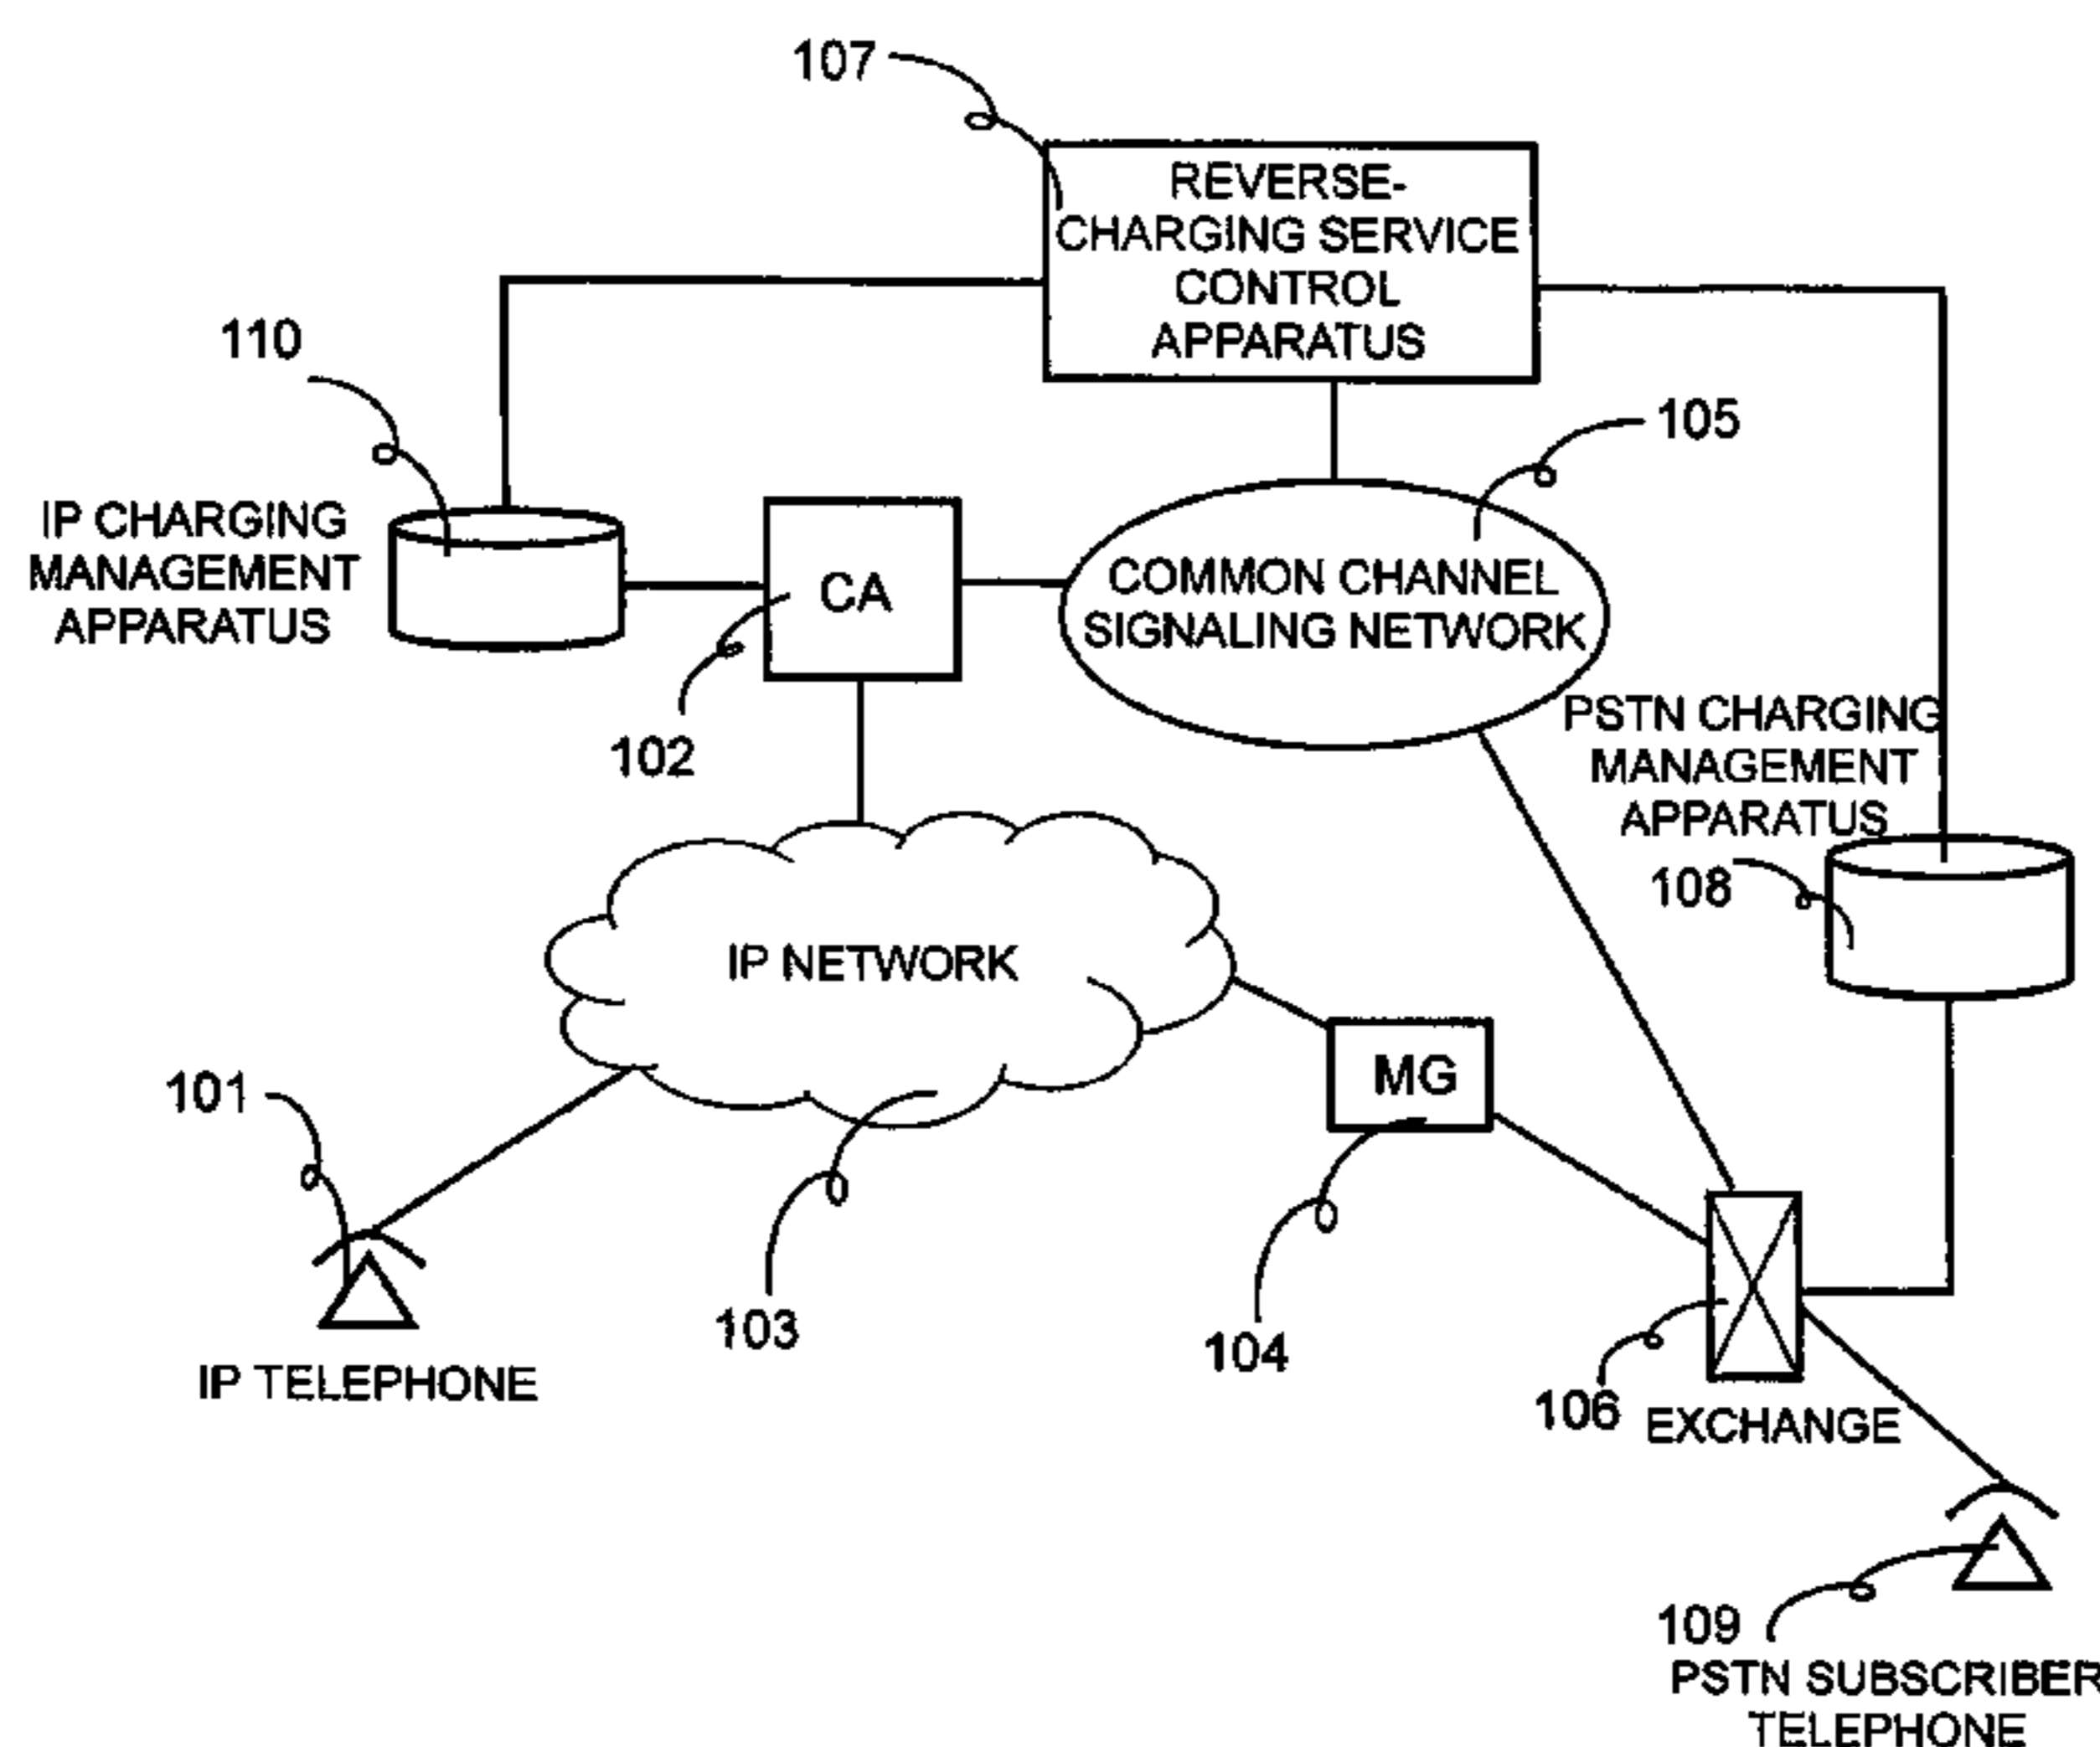 107
REVERSE-
CHARGING SERVICE
CONTROL
APPARATUS
110
105
IP CHARGING
MANAGEMENT
APPARATUS
CA
COMMON CHANNEL
SIGNALING NETWORK
102
PSTN CHARGING
MANAGEMENT
APPARATUS
108
IP NETWORK
MG
101
103
104
IP TELEPHONE
106
EXCHANGE
109
PSTN SUBSCRIBER
TELEPHONE